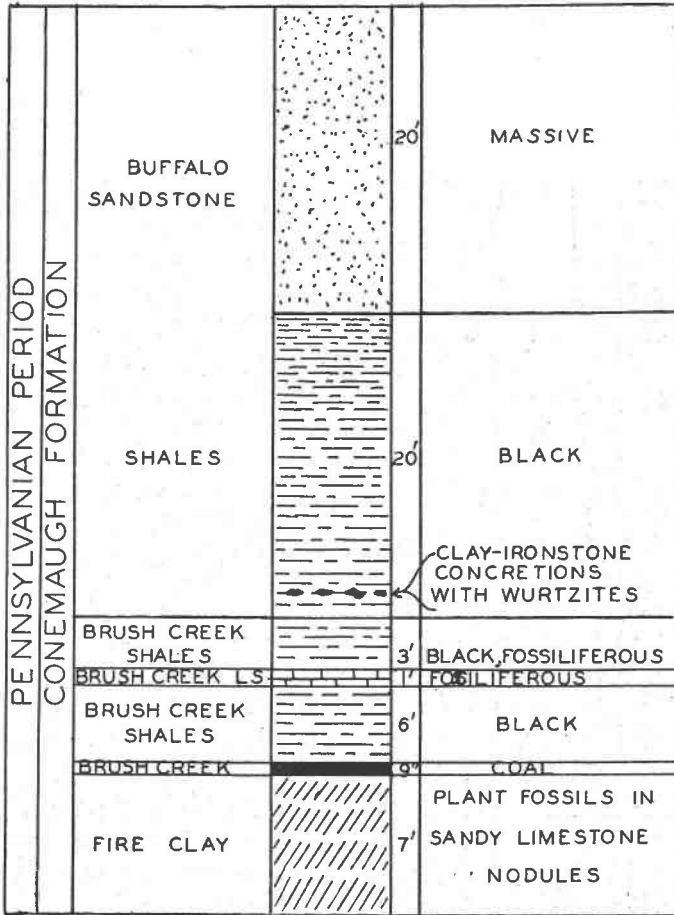 PENNSYLVANIAN PERIOD
CONEMAUGH FORMATION
BUFFALO
SANDSTONE
20'
MASSIVE
SHALES
20'
BLACK
CLAY-IRONSTONE
CONCRETIONS
WITH WURTZITES
BRUSH CREEK
SHALES
3'
BLACK, FOSSILIFEROUS
BRUSH CREEK LS
1'
FOSSILIFEROUS
BRUSH CREEK
SHALES
6'
BLACK
BRUSH CREEK
9"
COAL
FIRE CLAY
7'
PLANT FOSSILS IN
SANDY LIMESTONE
NODULES